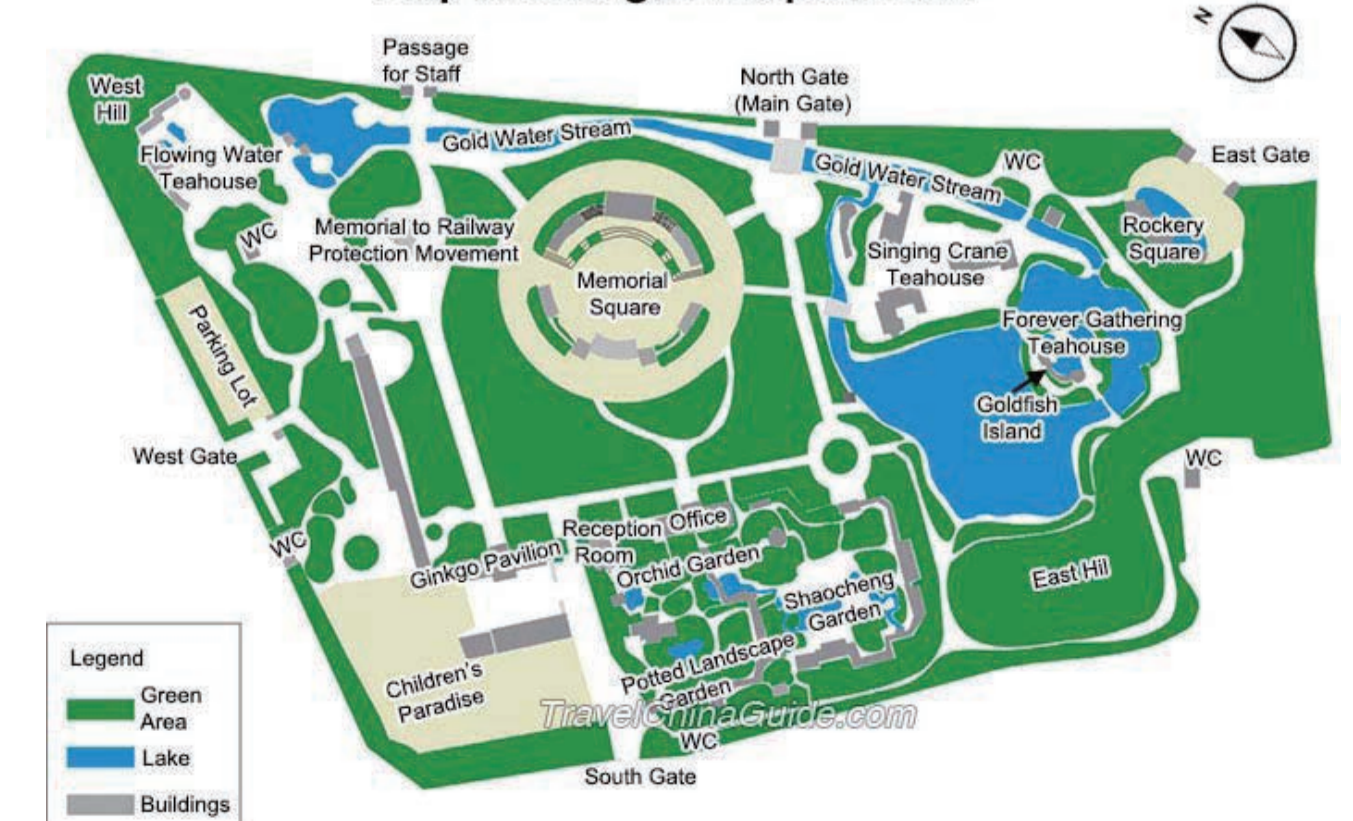 N
Passage
for Staff
North Gate
(Main Gate)
West
Hill
Gold Water Stream
Flowing Water
Teahouse
Gold Water Stream
WC
East Gate
WC
Memorial to Railway
Protection Movement
Rockery
Square
Singing Crane
Teahouse
Memorial
Square
Parking Lot
Forever Gathering
Teahouse
Goldfish
Island
West Gate
WC
WC
Reception
Room
Office
Ginkgo Pavilion
Orchid Garden
Shaocheng
Garden
East Hil
Potted Landscape
Garden
Children's
Paradise
TravelChinaGuide.com
WC
South Gate
Legend
Green
Area
Lake
Buildings